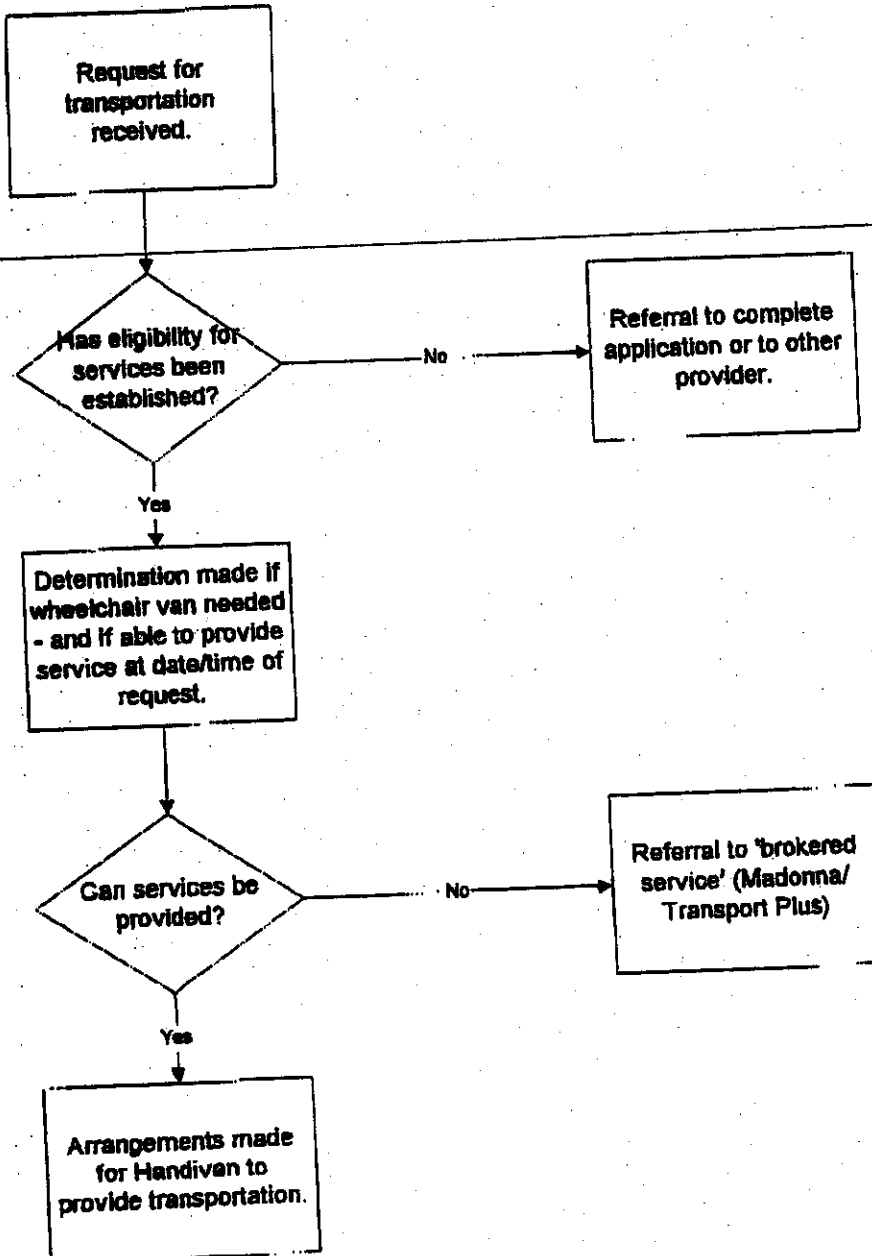 Request for
transportation
received.
Has eligibility for
services been
established?
No
Referral to complete
application or to other
provider.
Yes
Determination made if
wheelchair van needed
- and if able to provide
service at date/time of
request.
Can services be
provided?
No
Referral to 'brokered
service' (Madonna/
Transport Plus)
Yes
Arrangements made
for Handivan to
provide transportation.